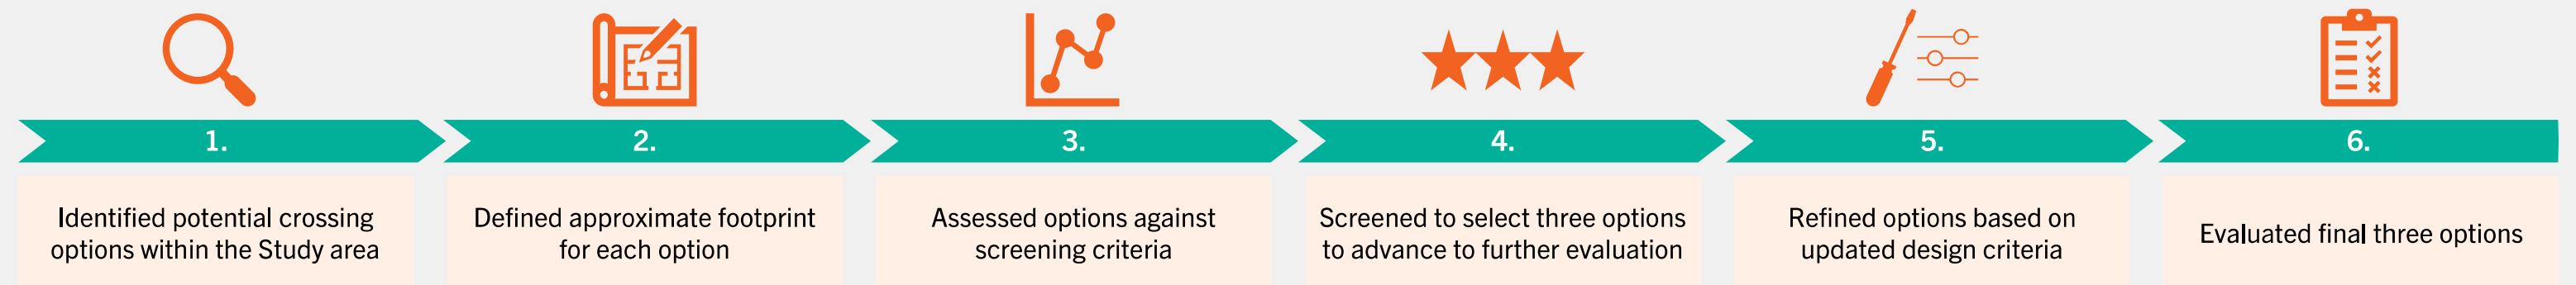 1.
Identified potential crossing
options within the Study area
2.
Defined approximate footprint
for each option
3.
Assessed options against
screening criteria
4.
Screened to select three options
to advance to further evaluation
5.
Refined options based on
updated design criteria
6.
Evaluated final three options